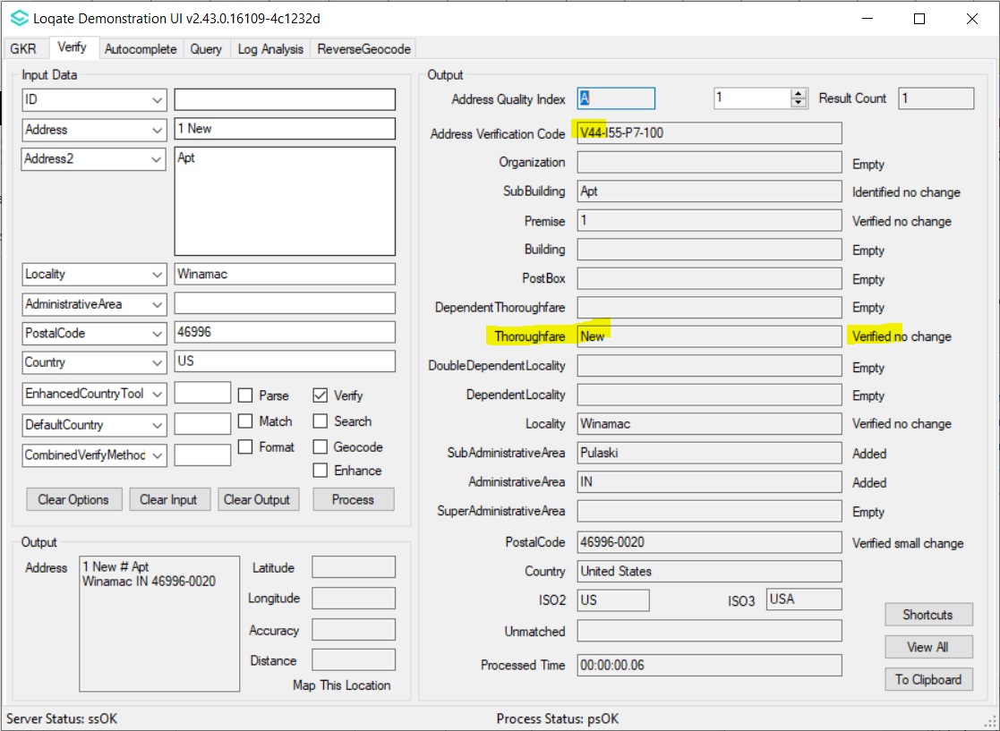 Loqate Demonstration UI v2.43.0.16109-4c1232d
GKR Verify Autocomplete Query Log Analysis ReverseGeocode
Input Data
ID
Address 1 New
Address2 Apt
Locality Winamac
AdministrativeArea
PostalCode 46996
Country US
EnhancedCountryTool Parse Verify
DefaultCountry Match Search
CombinedVerifyMethod Format Geocode
Enhance
Clear Options Clear Input Clear Output Process
Output
Address 1 New # Apt
Winamac IN 46996-0020
Latitude
Longitude
Accuracy
Distance
Map This Location
Output
Address Quality Index A 1 Result Count 1
Address Verification Code V44-I55-P7-100
Organization Empty
SubBuilding Apt Identified no change
Premise 1 Verified no change
Building Empty
PostBox Empty
DependentThoroughfare Empty
Thoroughfare New Verified no change
DoubleDependentLocality Empty
DependentLocality Empty
Locality Winamac Verified no change
SubAdministrativeArea Pulaski Added
AdministrativeArea IN Added
SuperAdministrativeArea Empty
PostalCode 46996-0020 Verified small change
Country United States
ISO2 US ISO3 USA
Unmatched
Processed Time 00:00:00.06
Shortcuts
View All
To Clipboard
Server Status: ssOK Process Status: psOK